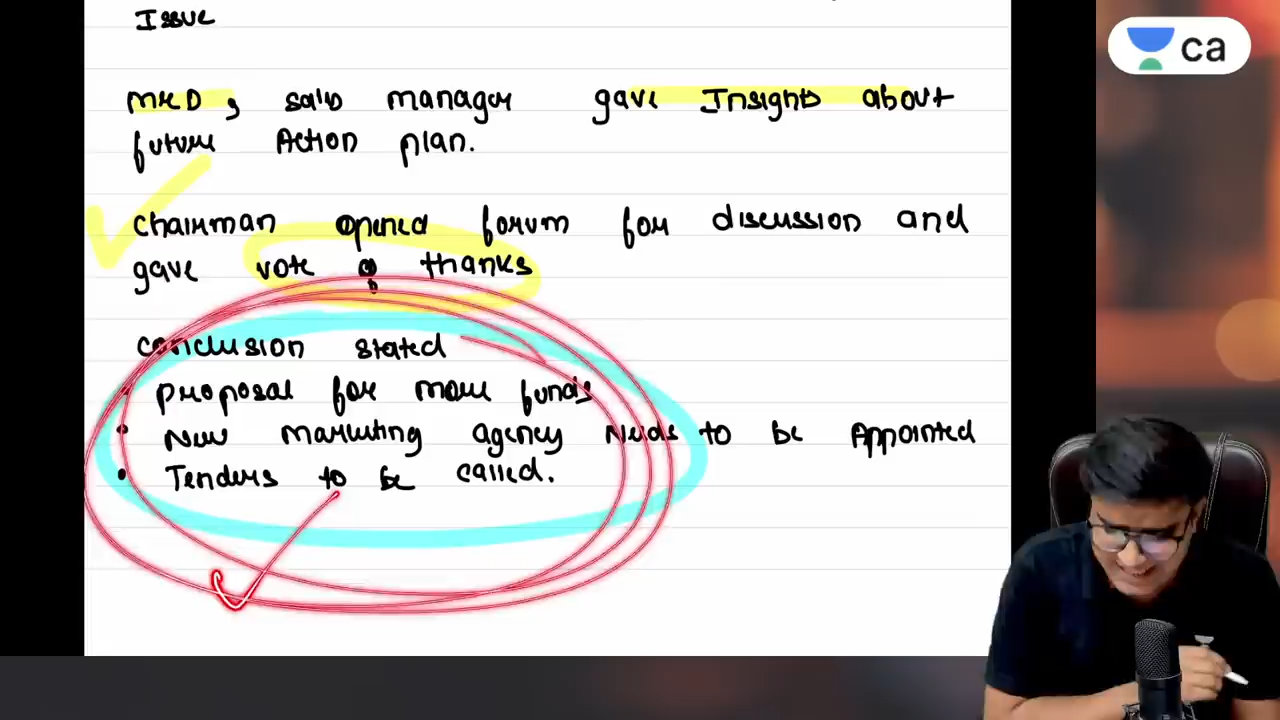 Issue
ca
Mr D, sales manager gave Insights about
future Action plan.
Chairman opened forum for discussion and
gave vote of thanks
Conclusion stated
• proposal for more funds
• New marketing agency Needs to be Appointed
• Tenders to be called.